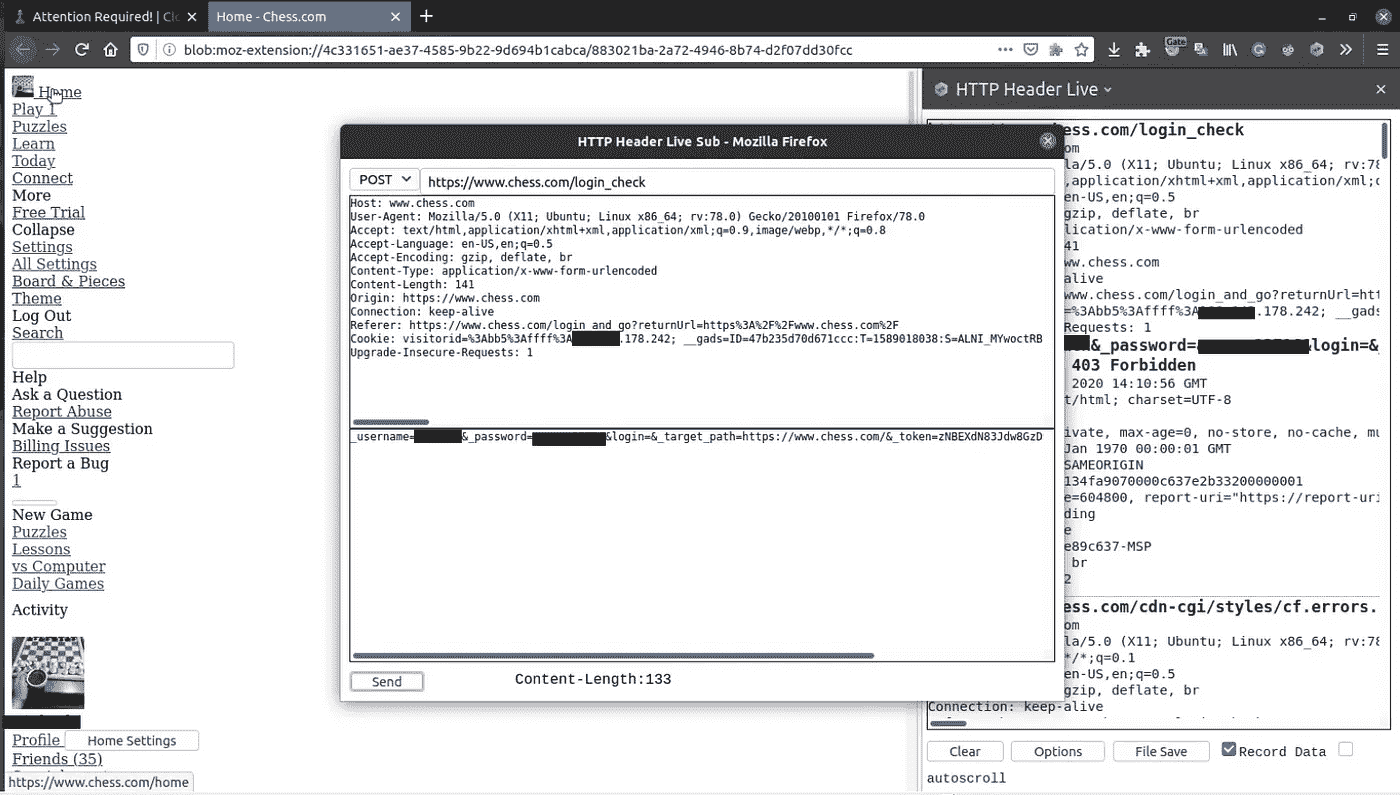 Attention Required! | Clo
Home - Chess.com
blob:moz-extension://4c331651-ae37-4585-9b22-9d694b1cabca/883021ba-2a72-4946-8b74-d2f07dd30fcc
Gate
Home
Play 1
Puzzles
Learn
Today
Connect
More
Free Trial
Collapse
Settings
All Settings
Board & Pieces
Theme
Log Out
Search
Help
Ask a Question
Report Abuse
Make a Suggestion
Billing Issues
Report a Bug
1
New Game
Puzzles
Lessons
vs Computer
Daily Games
Activity
Profile
Home Settings
Friends (35)
https://www.chess.com/home
HTTP Header Live Sub - Mozilla Firefox
POST
https://www.chess.com/login_check
Host: www.chess.com
User-Agent: Mozilla/5.0 (X11; Ubuntu; Linux x86_64; rv:78.0) Gecko/20100101 Firefox/78.0
Accept: text/html,application/xhtml+xml,application/xml;q=0.9,image/webp,*/*;q=0.8
Accept-Language: en-US,en;q=0.5
Accept-Encoding: gzip, deflate, br
Content-Type: application/x-www-form-urlencoded
Content-Length: 141
Origin: https://www.chess.com
Connection: keep-alive
Referer: https://www.chess.com/login_and_go?returnUrl=https%3A%2F%2Fwww.chess.com%2F
Cookie: visitorid=%3Abb5%3Affff%3A .178.242; __gads=ID=47b235d70d671ccc:T=1589018038:S=ALNI_MYwoctRB
Upgrade-Insecure-Requests: 1
_username= &_password= &login=&_target_path=https://www.chess.com/&_token=zNBEXdN83Jdw8GzD
Send
Content-Length:133
HTTP Header Live
ess.com/login_check
om
la/5.0 (X11; Ubuntu; Linux x86_64; rv:78
,application/xhtml+xml,application/xml;q
en-US,en;q=0.5
gzip, deflate, br
lication/x-www-form-urlencoded
41
ww.chess.com
alive
www.chess.com/login_and_go?returnUrl=htt
=%3Abb5%3Affff%3A .178.242; __gads
Requests: 1
&_password= &login=&_
403 Forbidden
2020 14:10:56 GMT
t/html; charset=UTF-8
ivate, max-age=0, no-store, no-cache, mu
Jan 1970 00:00:01 GMT
SAMEORIGIN
134fa9070000c637e2b33200000001
e=604800, report-uri="https://report-uri
ding
e
e89c637-MSP
br
2
ess.com/cdn-cgi/styles/cf.errors.
om
la/5.0 (X11; Ubuntu; Linux x86_64; rv:78
*/*;q=0.1
en-US,en;q=0.5
gzip, deflate, br
Connection: keep-alive
Clear
Options
File Save
Record Data
autoscroll